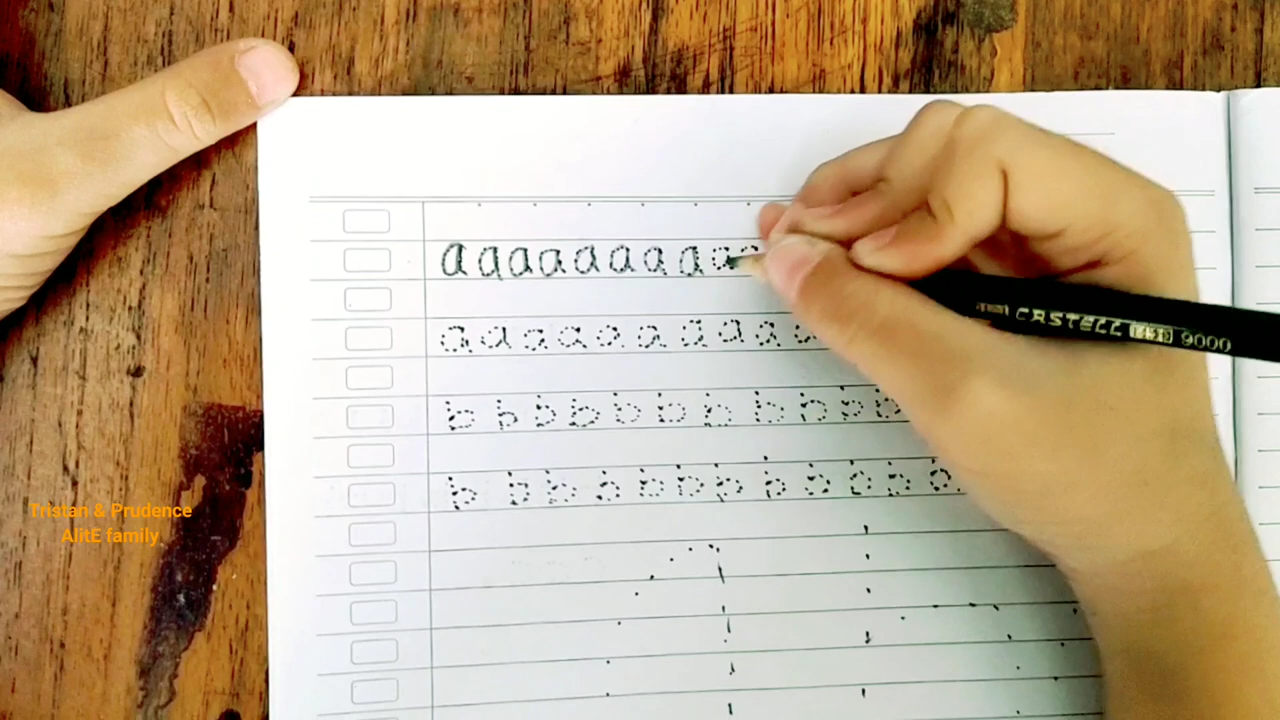 a a a a a a a a a
a a a a a a a a a
b b b b b b b b b b b
b b b b b b b b b b b b
CASTELL 9000
Tristan & Prudence
AlitE family